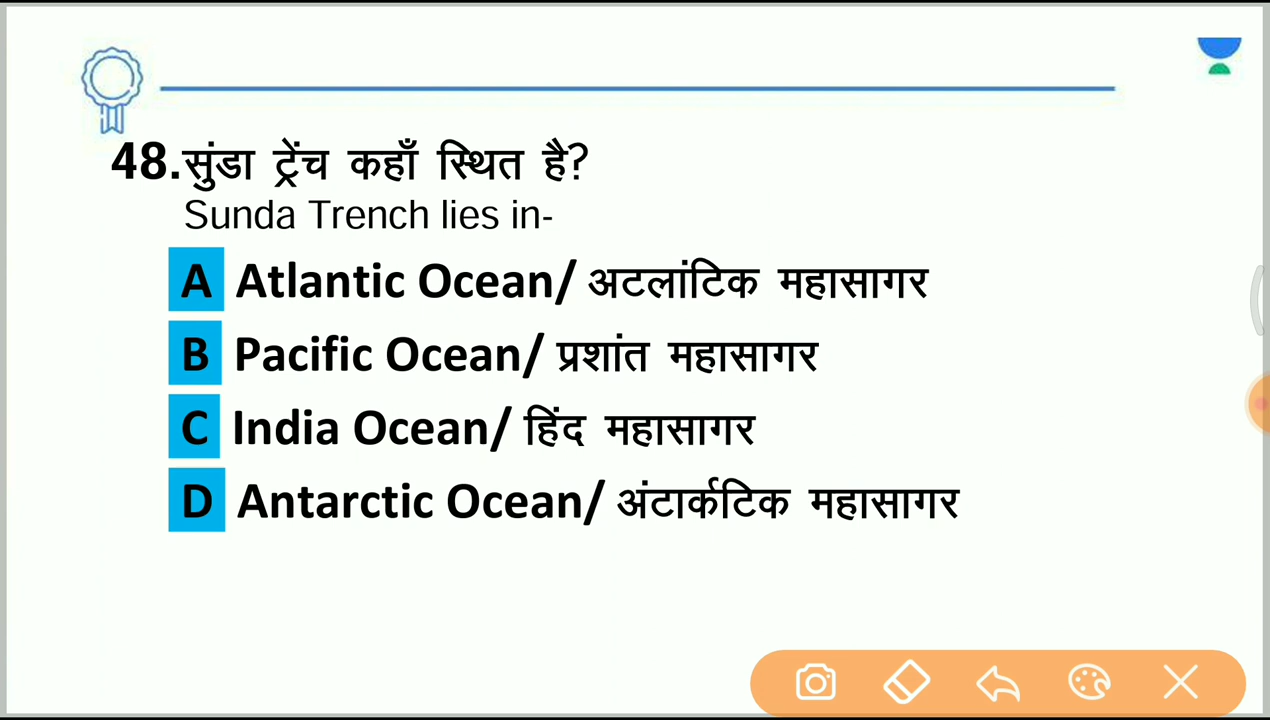 48.सुंडा ट्रेंच कहाँ स्थित है?
Sunda Trench lies in-
A Atlantic Ocean/ अटलांटिक महासागर
B Pacific Ocean/ प्रशांत महासागर
C India Ocean/ हिंद महासागर
D Antarctic Ocean/ अंटार्कटिक महासागर